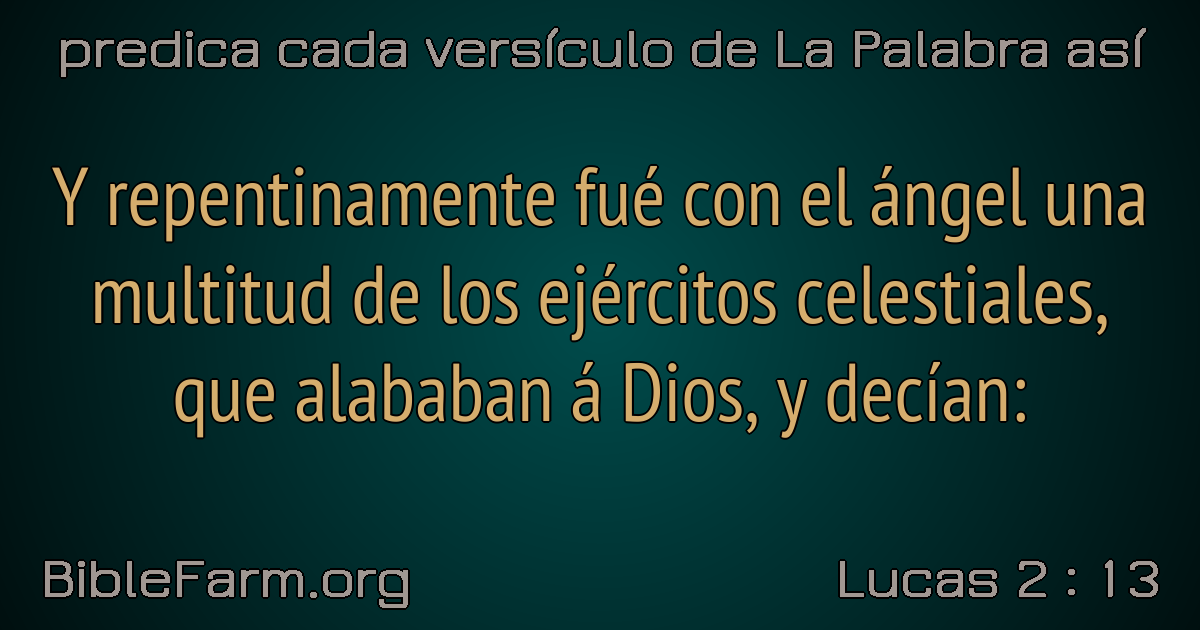 predica cada versículo de La Palabra así
Y repentinamente fué con el ángel una
multitud de los ejércitos celestiales,
que alababan á Dios, y decían:
BibleFarm.org
Lucas 2 : 13